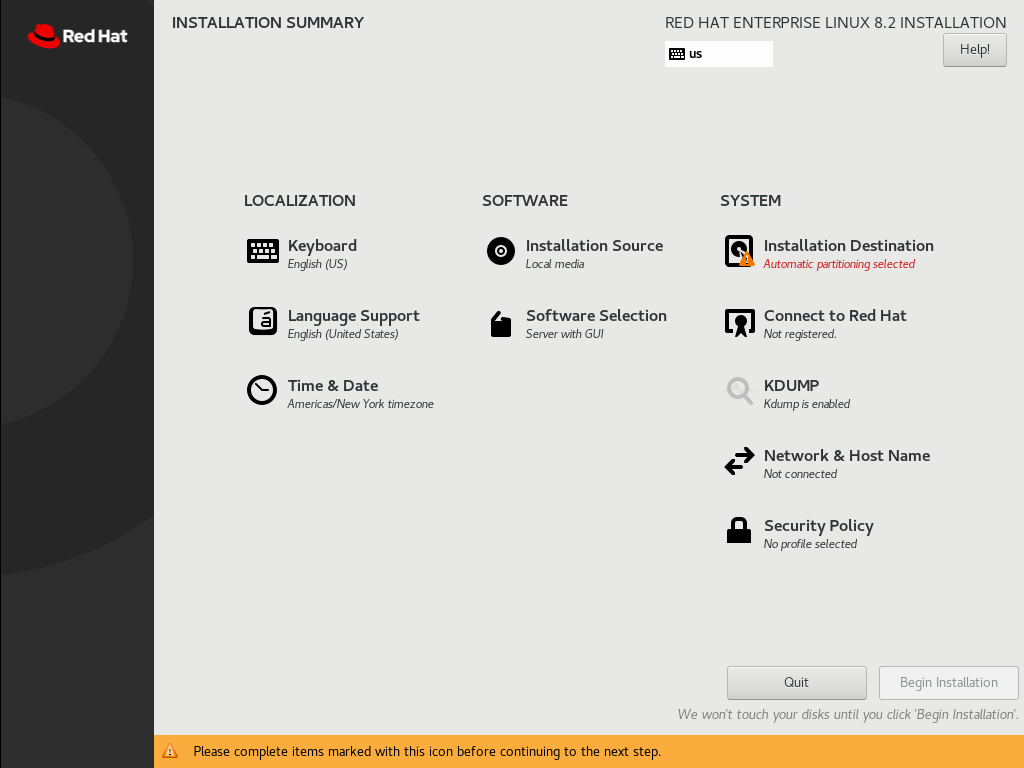 Red Hat
INSTALLATION SUMMARY
RED HAT ENTERPRISE LINUX 8.2 INSTALLATION
us
Help!
LOCALIZATION
Keyboard
English (US)
Language Support
English (United States)
Time & Date
Americas/New York timezone
SOFTWARE
Installation Source
Local media
Software Selection
Server with GUI
SYSTEM
Installation Destination
Automatic partitioning selected
Connect to Red Hat
Not registered.
KDUMP
Kdump is enabled
Network & Host Name
Not connected
Security Policy
No profile selected
Quit
Begin Installation
We won't touch your disks until you click 'Begin Installation'.
Please complete items marked with this icon before continuing to the next step.